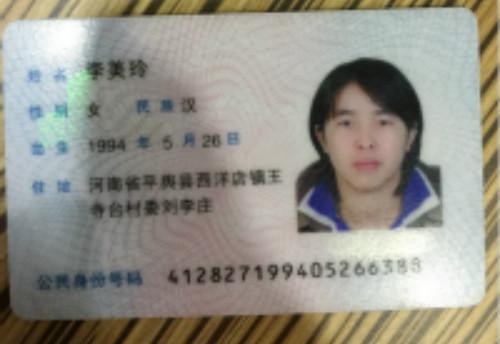 姓名 李美玲
性别 女 民族 汉
出生 1994 年 5 月 26 日
住址 河南省平舆县西洋店镇王
寺台村委刘李庄
公民身份号码 412827199405266388